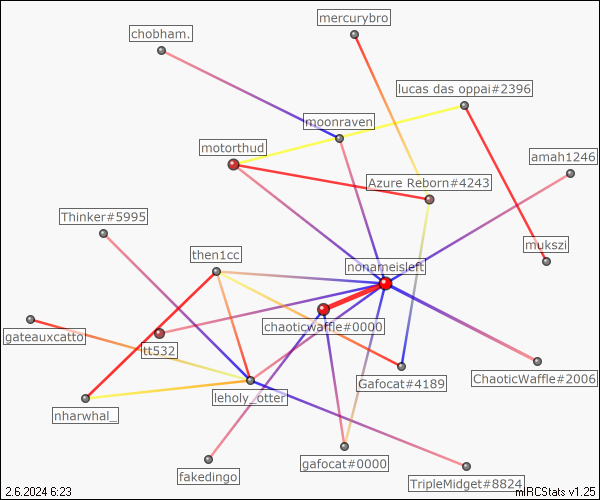 mercurybro
chobham.
lucas das oppai#2396
moonraven
motorthud
amah1246
Azure Reborn#4243
Thinker#5995
mukszi
then1cc
nonameisleft
chaoticwaffle#0000
gateauxcatto
tt532
ChaoticWaffle#2006
Gafocat#4189
leholy_otter
nharwhal_
gafocat#0000
fakedingo
TripleMidget#8824
2.6.2024 6:23
mIRCStats v1.25